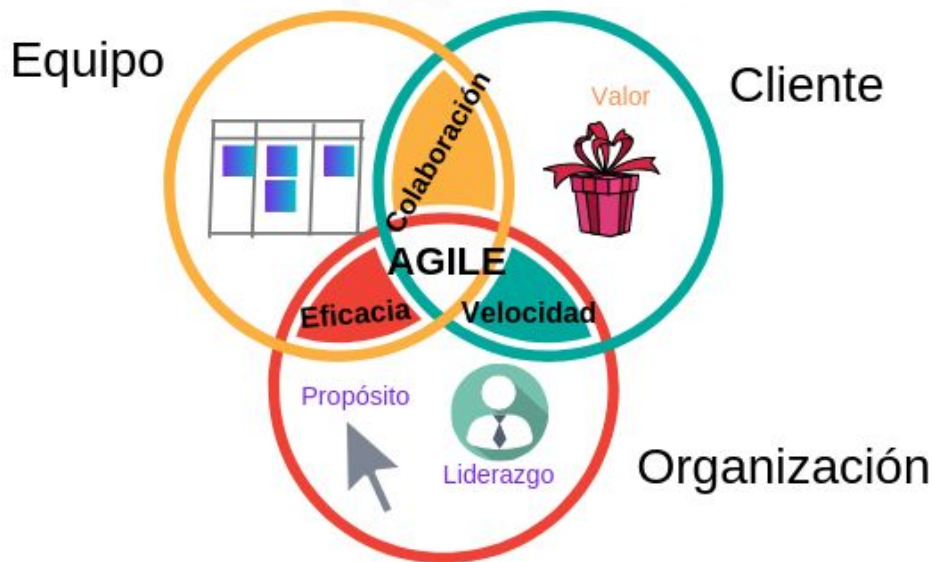 Equipo
Cliente
Valor
Colaboración
AGILE
Eficacia
Velocidad
Propósito
Liderazgo
Organización